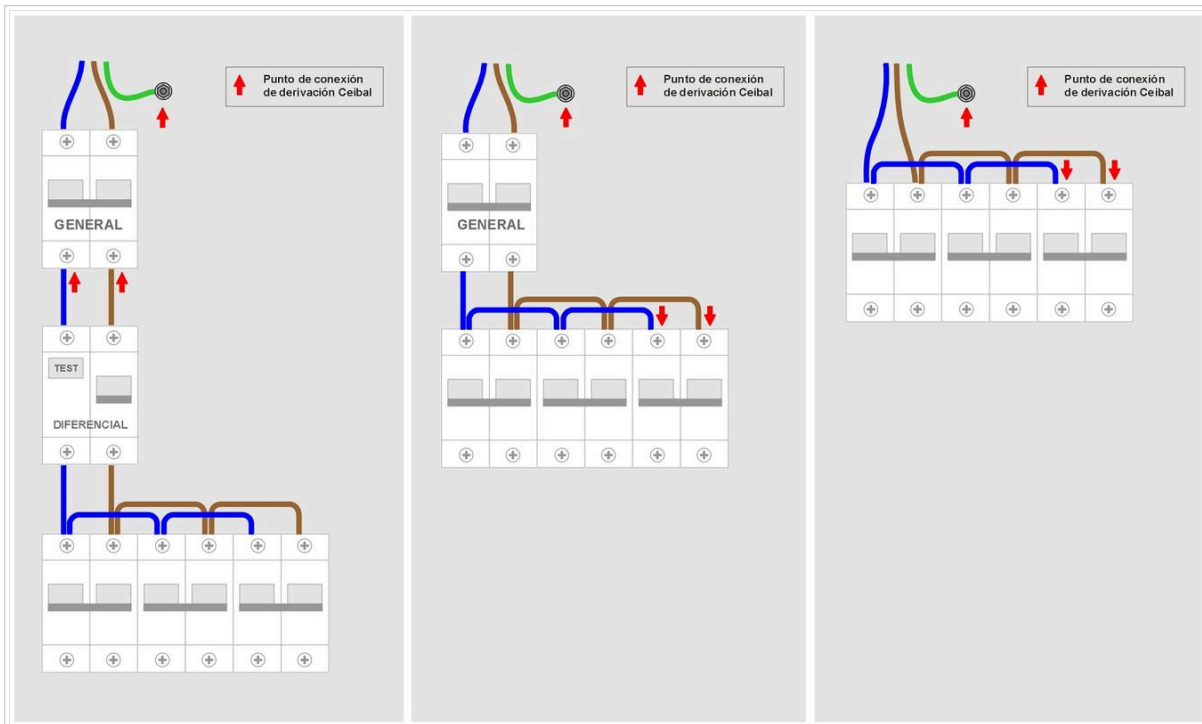 Punto de conexión
de derivación Ceibal
GENERAL
TEST
DIFERENCIAL
Punto de conexión
de derivación Ceibal
GENERAL
Punto de conexión
de derivación Ceibal